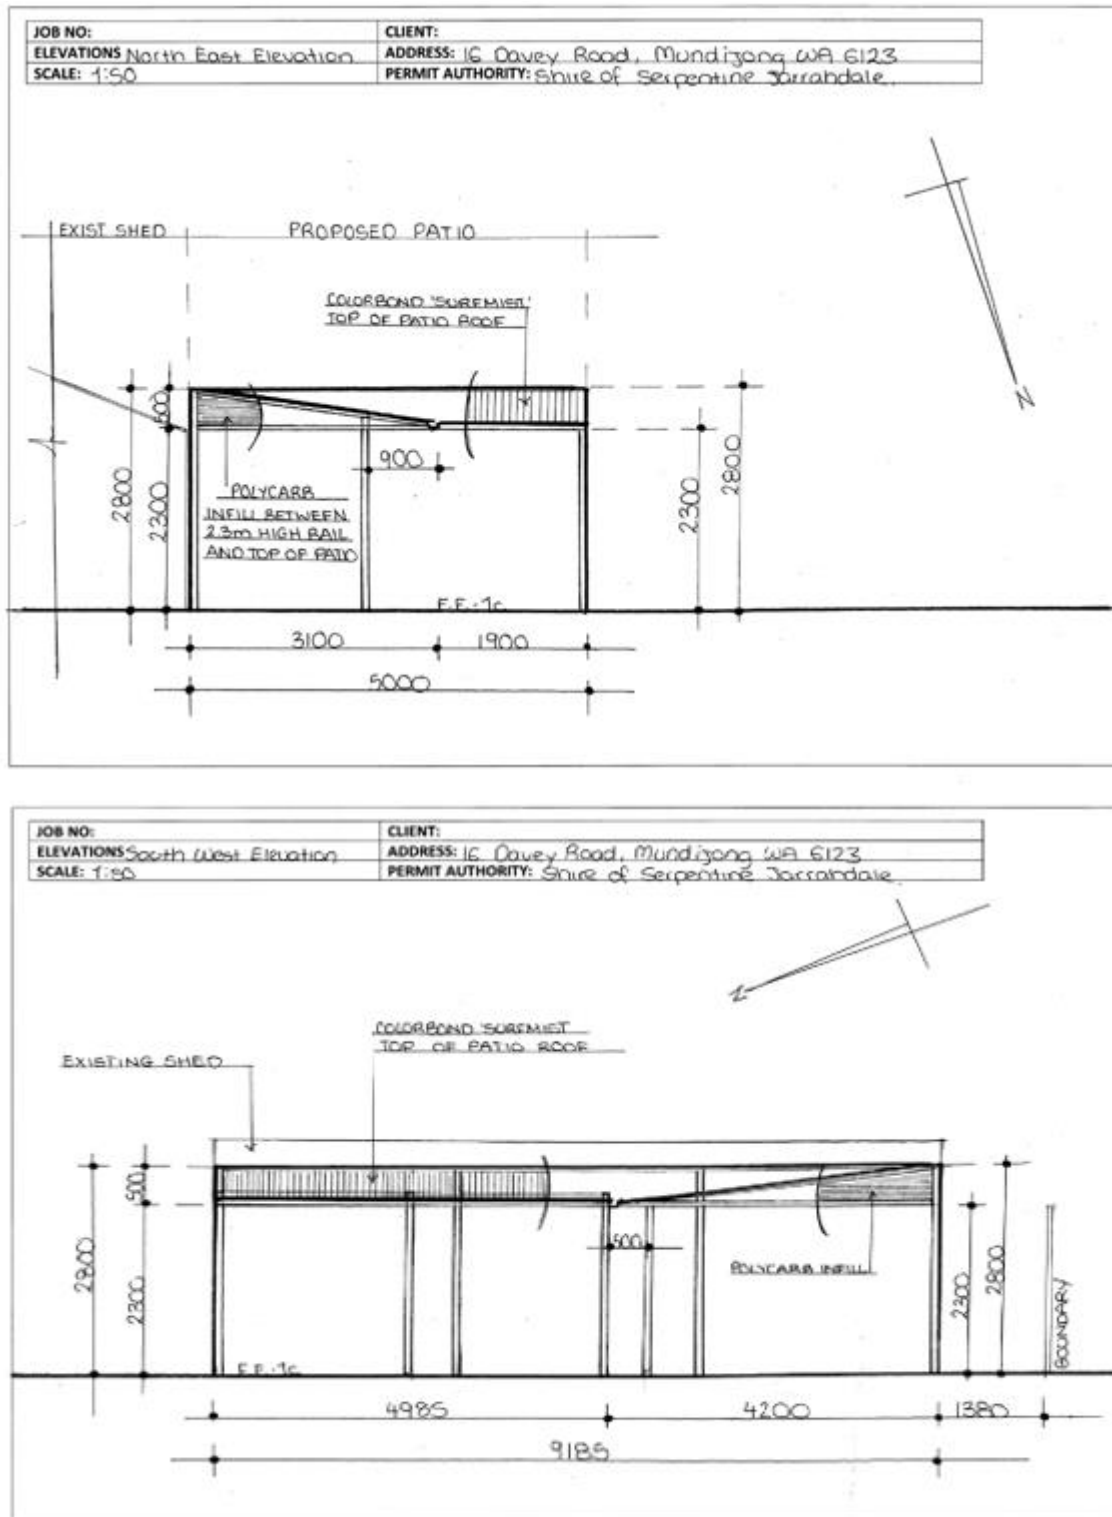 JOB NO: CLIENT:
ELEVATIONS North East Elevation ADDRESS: 16 Davey Road, Mundijong WA 6123
SCALE: 1:50 PERMIT AUTHORITY: Shire of Serpentine Jarrahdale.
EXIST SHED PROPOSED PATIO
COLORBOND 'SURFMIST'
TOP OF PATIO ROOF
500
900
2800
2300
POLYCARB
INFILL BETWEEN
2.3m HIGH RAIL
AND TOP OF PATIO
2300
2800
N
F.F.-1c
3100 1900
5000
JOB NO: CLIENT:
ELEVATIONS South West Elevation ADDRESS: 16 Davey Road, Mundijong WA 6123
SCALE: 1:50 PERMIT AUTHORITY: Shire of Serpentine Jarrahdale.
N
COLORBOND 'SURFMIST
TOP OF PATIO ROOF
EXISTING SHED
500
2800
2300
500
POLYCARB INFILL
2300
2800
BOUNDARY
F.F.-1c
4985 4200 1380
9185